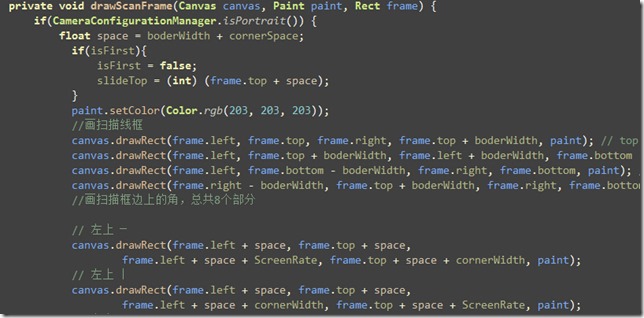 private void drawScanFrame(Canvas canvas, Paint paint, Rect frame) {
if(CameraConfigurationManager.isPortrait()) {
float space = boderWidth + cornerSpace;
if(isFirst){
isFirst = false;
slideTop = (int) (frame.top + space);
}
paint.setColor(Color.rgb(203, 203, 203));
//画扫描线框
canvas.drawRect(frame.left, frame.top, frame.right, frame.top + boderWidth, paint); // top
canvas.drawRect(frame.left, frame.top + boderWidth, frame.left + boderWidth, frame.bottom
canvas.drawRect(frame.left, frame.bottom - boderWidth, frame.right, frame.bottom, paint);
canvas.drawRect(frame.right - boderWidth, frame.top + boderWidth, frame.right, frame.botto
//画扫描框边上的角，总共8个部分
// 左上 一
canvas.drawRect(frame.left + space, frame.top + space,
frame.left + space + ScreenRate, frame.top + space + cornerWidth, paint);
// 左上 |
canvas.drawRect(frame.left + space, frame.top + space,
frame.left + space + cornerWidth, frame.top + space + ScreenRate, paint);